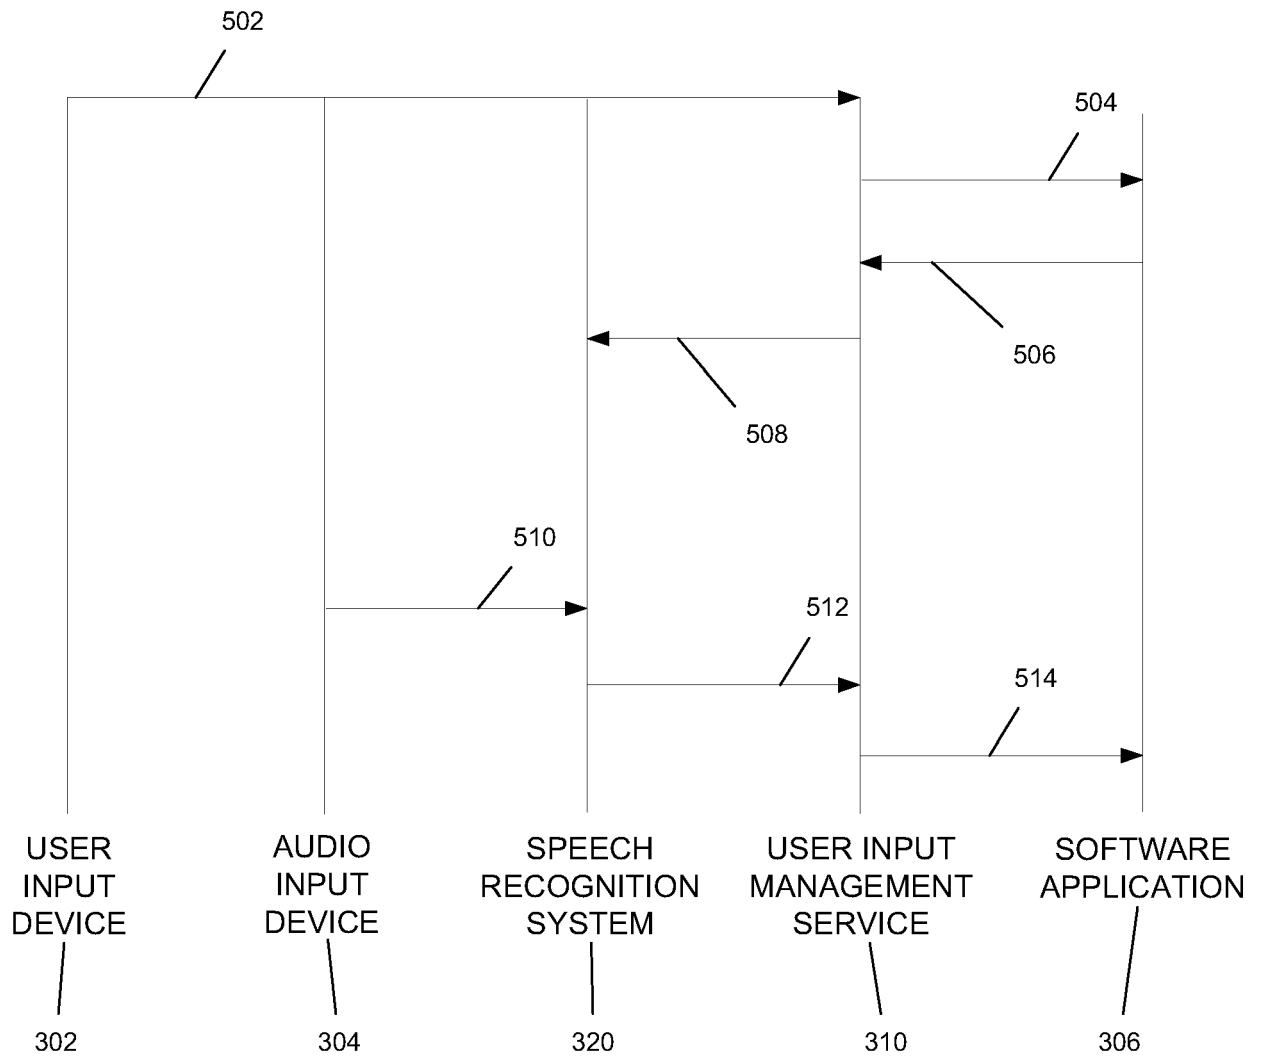 502
504
506
508
510
512
514
USER
INPUT
DEVICE
AUDIO
INPUT
DEVICE
SPEECH
RECOGNITION
SYSTEM
USER INPUT
MANAGEMENT
SERVICE
SOFTWARE
APPLICATION
302
304
320
310
306